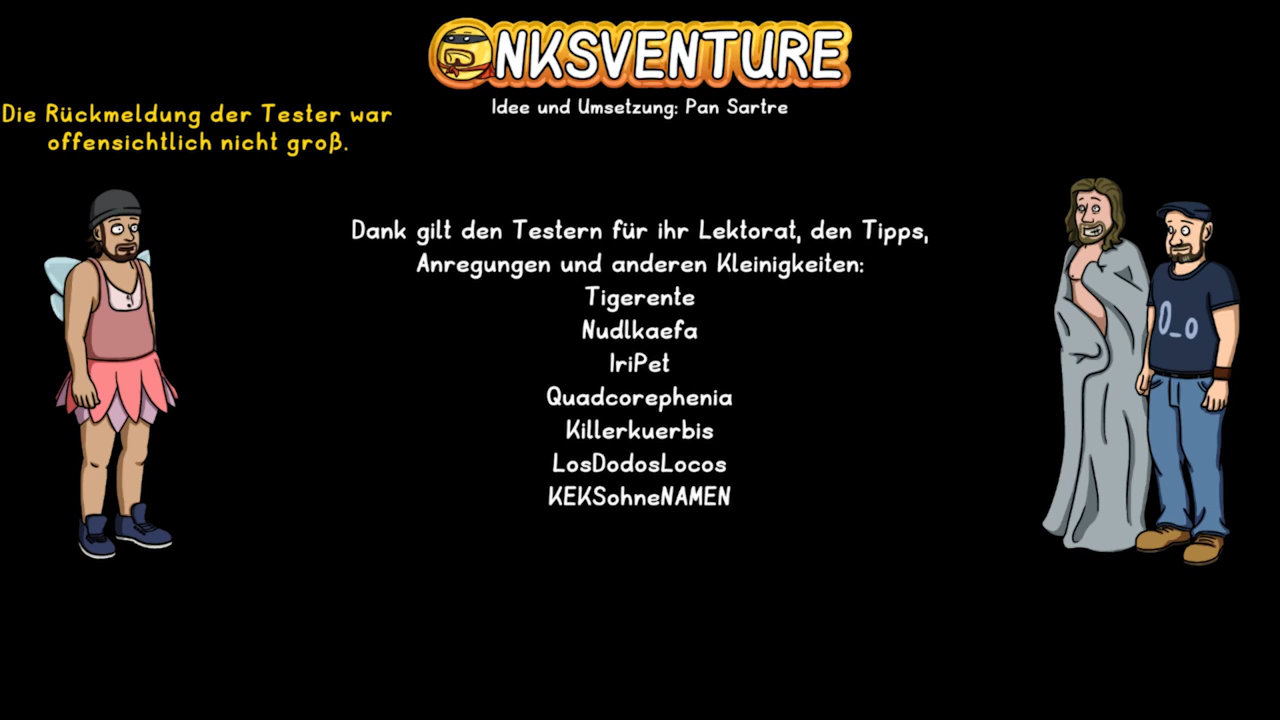 ONKSVENTURE
Idee und Umsetzung: Pan Sartre
Die Rückmeldung der Tester war
offensichtlich nicht groß.
Dank gilt den Testern für ihr Lektorat, den Tipps,
Anregungen und anderen Kleinigkeiten:
Tigerente
Nudlkaefa
IriPet
Quadcorephenia
Killerkuerbis
LosDodosLocos
KEKSohneNAMEN
O_o